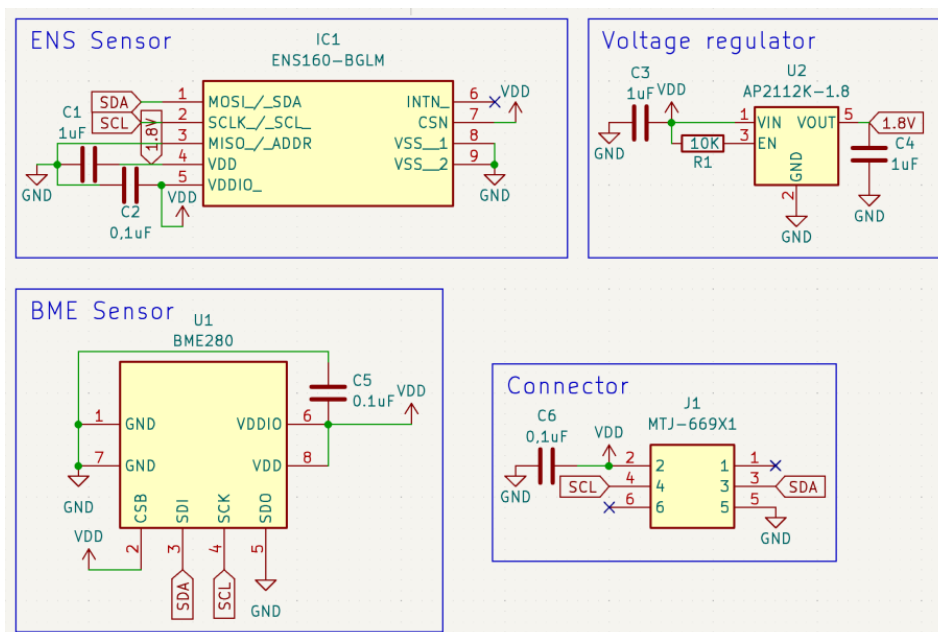 ENS Sensor
IC1
ENS160-BGLM
SDA
1
MOSI_/_SDA
INTN_
6
VDD
SCL
2
SCLK_/_SCL_
CSN
7
C1
1uF
1.8V
3
MISO_/_ADDR
VSS__1
8
4
VDD
VSS__2
9
GND
5
VDDIO_
VDD
GND
C2
0,1uF
Voltage regulator
U2
AP2112K-1.8
C3
1uF
VDD
1
VIN
VOUT
5
1.8V
GND
10K
R1
3
EN
GND
2
C4
1uF
GND
GND
BME Sensor
U1
BME280
C5
0.1uF
VDD
1
GND
VDDIO
6
7
GND
VDD
8
GND
CSB
SDI
SCK
SDO
VDD
2
3
4
5
SDA
SCL
GND
Connector
J1
MTJ-669X1
C6
0,1uF
VDD
2
2
1
1
GND
SCL
4
4
3
3
SDA
6
6
5
5
GND